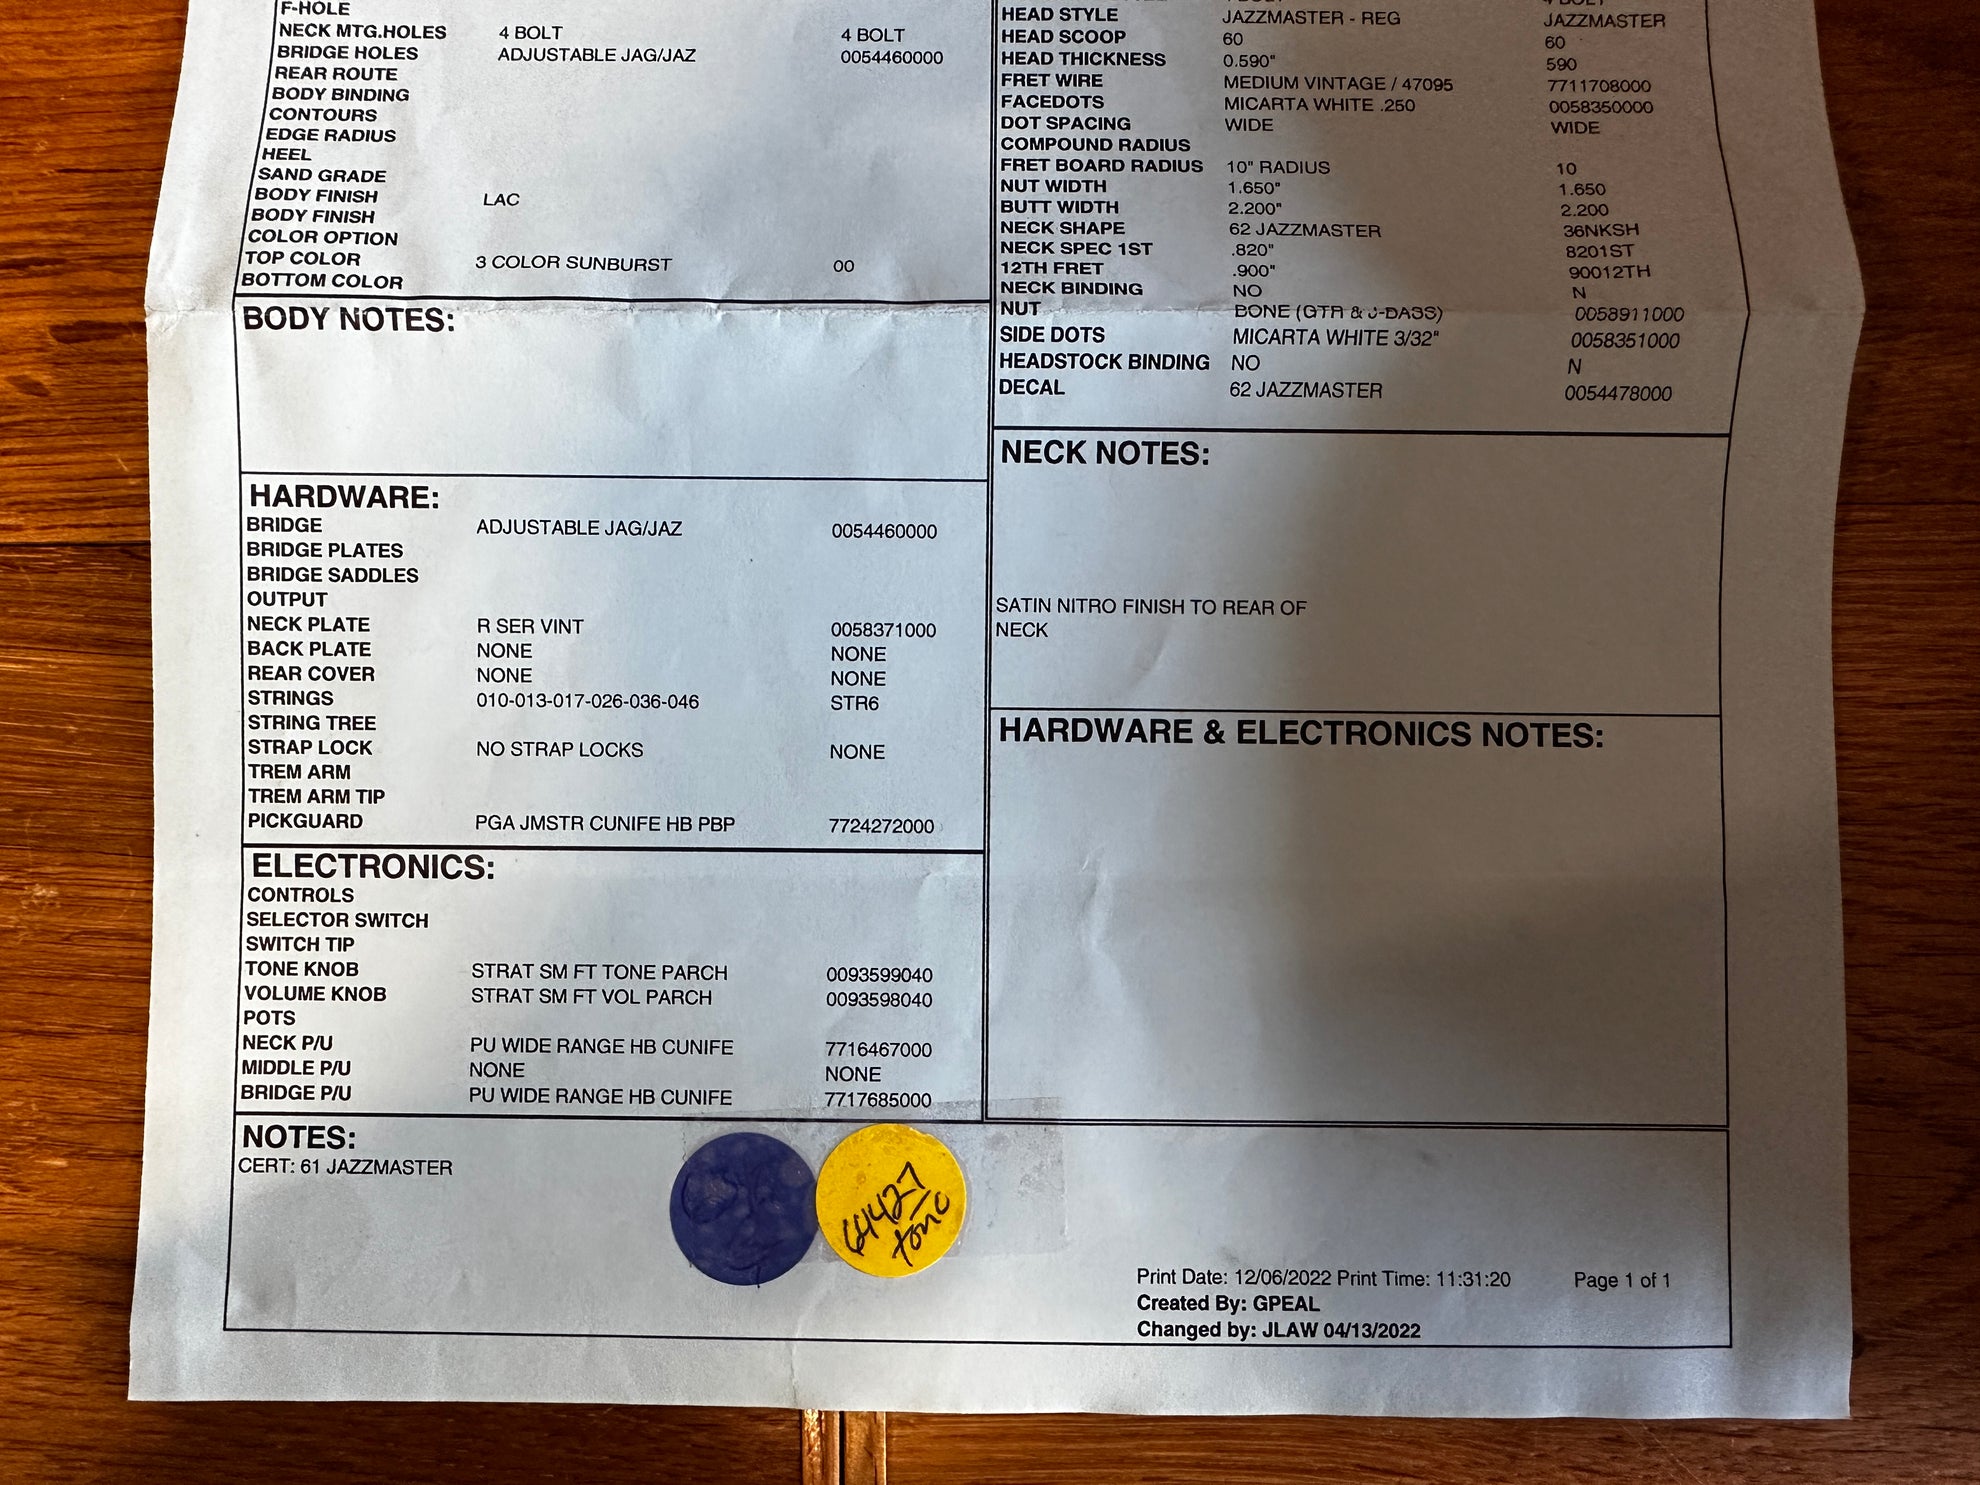 F-HOLE
NECK MTG.HOLES 4 BOLT 4 BOLT
BRIDGE HOLES ADJUSTABLE JAG/JAZ 0054460000
REAR ROUTE
BODY BINDING
CONTOURS
EDGE RADIUS
HEEL
SAND GRADE
BODY FINISH LAC
BODY FINISH
COLOR OPTION
TOP COLOR 3 COLOR SUNBURST 00
BOTTOM COLOR
BODY NOTES:
HARDWARE:
BRIDGE ADJUSTABLE JAG/JAZ 0054460000
BRIDGE PLATES
BRIDGE SADDLES
OUTPUT
NECK PLATE R SER VINT 0058371000
BACK PLATE NONE NONE
REAR COVER NONE NONE
STRINGS 010-013-017-026-036-046 STR6
STRING TREE
STRAP LOCK NO STRAP LOCKS NONE
TREM ARM
TREM ARM TIP
PICKGUARD PGA JMSTR CUNIFE HB PBP 7724272000
ELECTRONICS:
CONTROLS
SELECTOR SWITCH
SWITCH TIP
TONE KNOB STRAT SM FT TONE PARCH 0093599040
VOLUME KNOB STRAT SM FT VOL PARCH 0093598040
POTS
NECK P/U PU WIDE RANGE HB CUNIFE 7716467000
MIDDLE P/U NONE NONE
BRIDGE P/U PU WIDE RANGE HB CUNIFE 7717685000
HEAD STYLE JAZZMASTER - REG JAZZMASTER
HEAD SCOOP 60 60
HEAD THICKNESS 0.590" 590
FRET WIRE MEDIUM VINTAGE / 47095 7711708000
FACEDOTS MICARTA WHITE .250 0058350000
DOT SPACING WIDE WIDE
COMPOUND RADIUS
FRET BOARD RADIUS 10" RADIUS 10
NUT WIDTH 1.650" 1.650
BUTT WIDTH 2.200" 2.200
NECK SHAPE 62 JAZZMASTER 36NKSH
NECK SPEC 1ST .820" 8201ST
12TH FRET .900" 90012TH
NECK BINDING NO N
NUT BONE (GTR & J-BASS) 0058911000
SIDE DOTS MICARTA WHITE 3/32" 0058351000
HEADSTOCK BINDING NO N
DECAL 62 JAZZMASTER 0054478000
NECK NOTES:
SATIN NITRO FINISH TO REAR OF
NECK
HARDWARE & ELECTRONICS NOTES:
NOTES:
CERT: 61 JAZZMASTER
64427
tone
Print Date: 12/06/2022 Print Time: 11:31:20 Page 1 of 1
Created By: GPEAL
Changed by: JLAW 04/13/2022